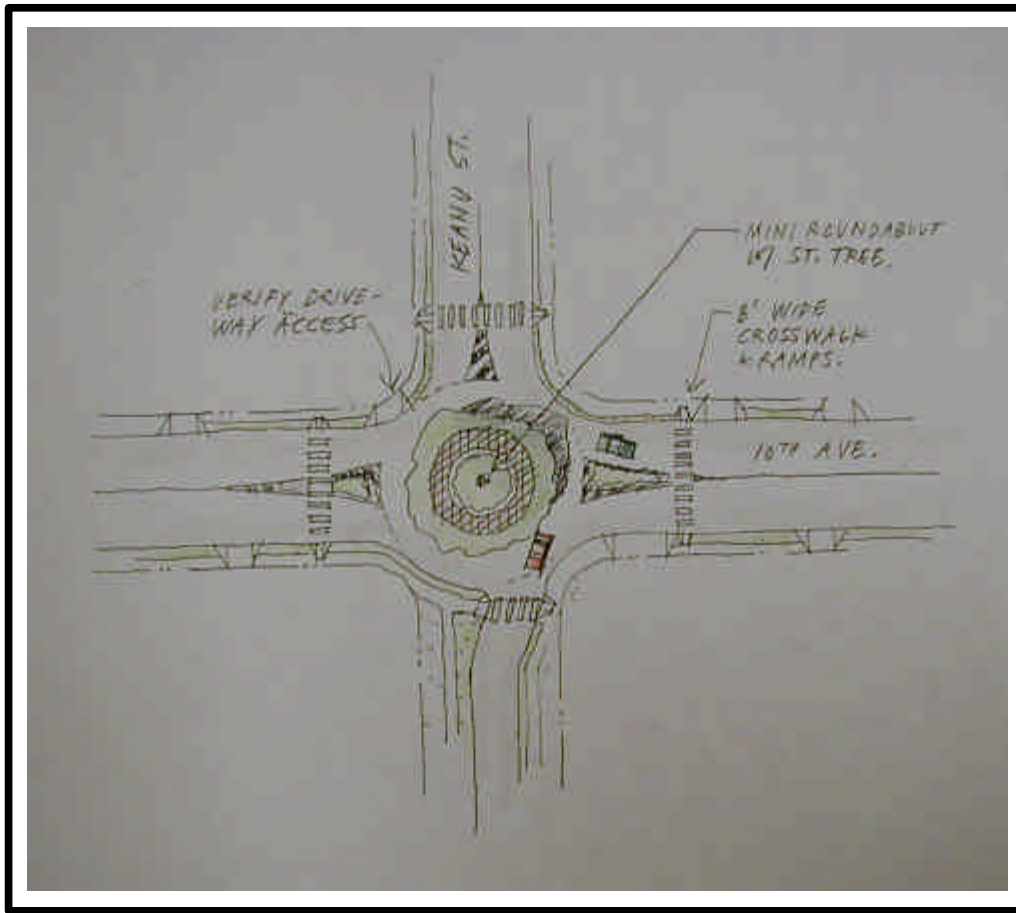 KEANU ST.
MINI ROUNDABOUT
W/ ST. TREE.
VERIFY DRIVE-
WAY ACCESS
8' WIDE
CROSSWALK
& RAMPS.
10TH AVE.